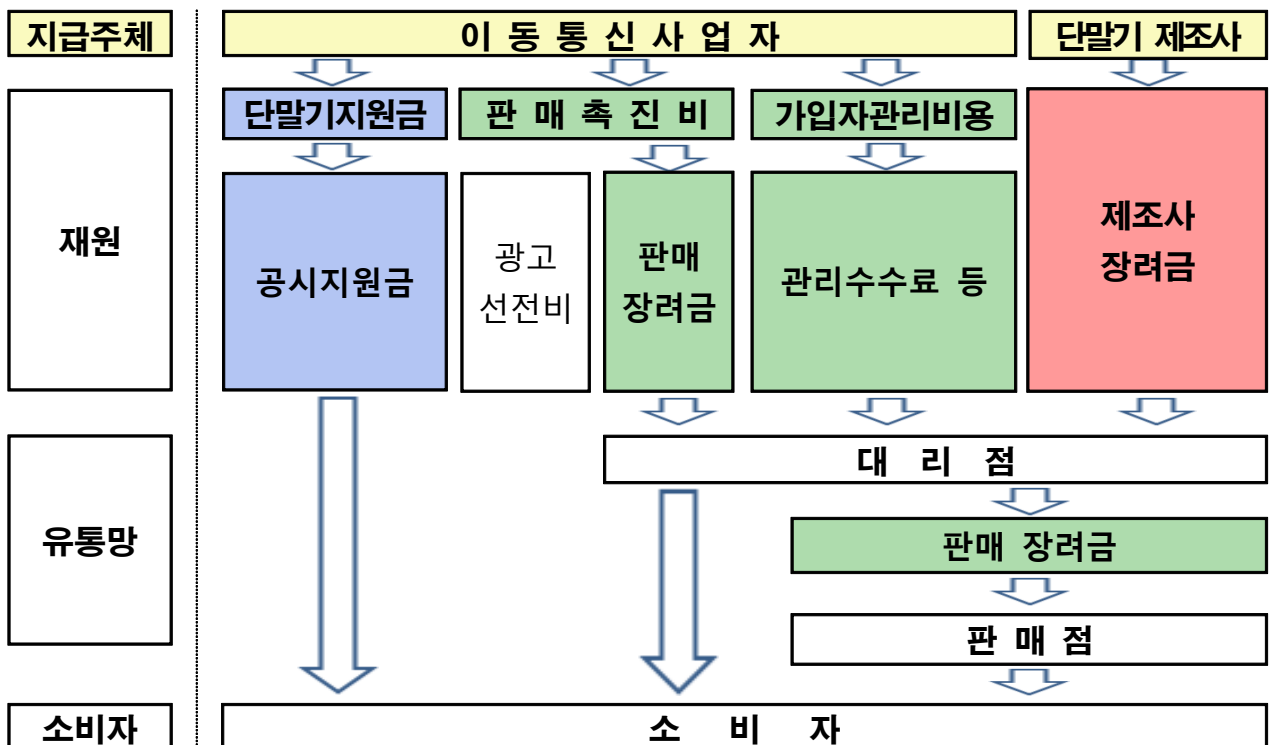 지급주체
이 동 통 신 사 업 자
단말기 제조사
단말기지원금
판 매 촉 진 비
가입자관리비용
재원
공시지원금
광고
선전비
판매
장려금
관리수수료 등
제조사
장려금
유통망
대 리 점
판매 장려금
판 매 점
소비자
소 비 자